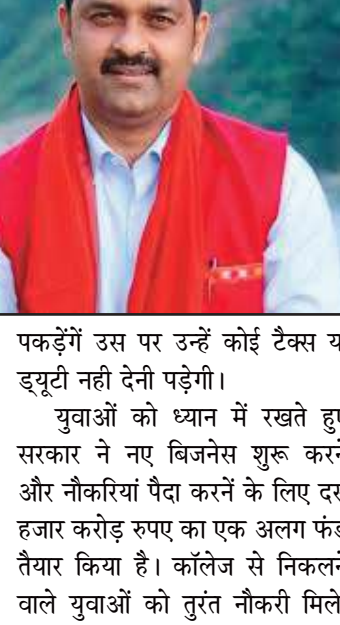 पकड़ेंगें उस पर उन्हें कोई टैक्स
ड्यूटी नही देनी पड़ेगी।
युवाओं को ध्यान में रखते
सरकार ने नए बिजनेस शुरू
और नौकरियां पैदा करनें के लिए
हजार करोड़ रुपए का एक अलग
तैयार किया है। कॉलेज से
वाले युवाओं को तुरंत नौकरी मिले